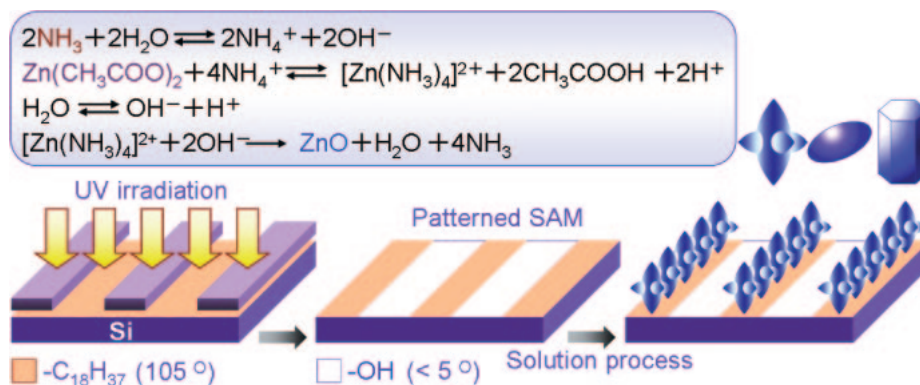 2NH₃+2H₂O⇌2NH₄⁺+2OH⁻
Zn(CH₃COO)₂+4NH₄⁺⇌ [Zn(NH₃)₄]²⁺+2CH₃COOH +2H⁺
H₂O⇌OH⁻+H⁺
[Zn(NH₃)₄]²⁺+2OH⁻→ ZnO+H₂O +4NH₃
UV irradiation
Patterned SAM
Si
-C₁₈H₃₇ (105 °)
-OH (< 5 °)
Solution process